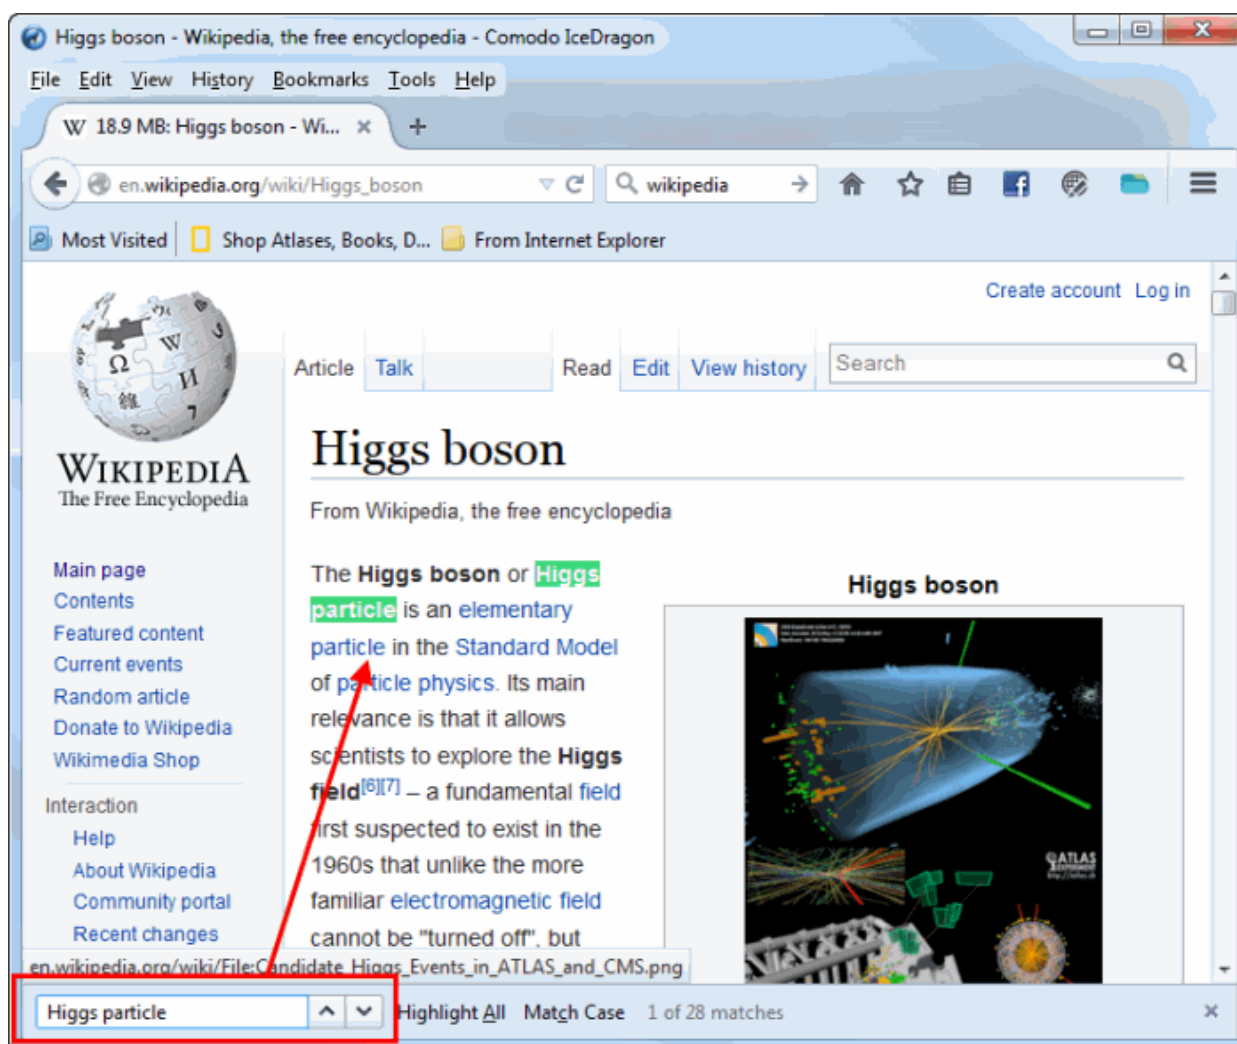 Higgs boson - Wikipedia, the free encyclopedia - Comodo IceDragon
File Edit View History Bookmarks Tools Help
W 18.9 MB: Higgs boson - Wi...
en.wikipedia.org/wiki/Higgs_boson
wikipedia
Most Visited Shop Atlases, Books, D... From Internet Explorer
Create account Log in
Article Talk Read Edit View history Search
WIKIPEDIA
The Free Encyclopedia
Main page
Contents
Featured content
Current events
Random article
Donate to Wikipedia
Wikimedia Shop
Interaction
Help
About Wikipedia
Community portal
Recent changes
Higgs boson
From Wikipedia, the free encyclopedia
The Higgs boson or Higgs
particle is an elementary
particle in the Standard Model
of particle physics. Its main
relevance is that it allows
scientists to explore the Higgs
field[6][7] – a fundamental field
first suspected to exist in the
1960s that unlike the more
familiar electromagnetic field
cannot be "turned off", but
Higgs boson
ATLAS
EXPERIMENT
en.wikipedia.org/wiki/File:Candidate_Higgs_Events_in_ATLAS_and_CMS.png
Higgs particle Highlight All Match Case 1 of 28 matches